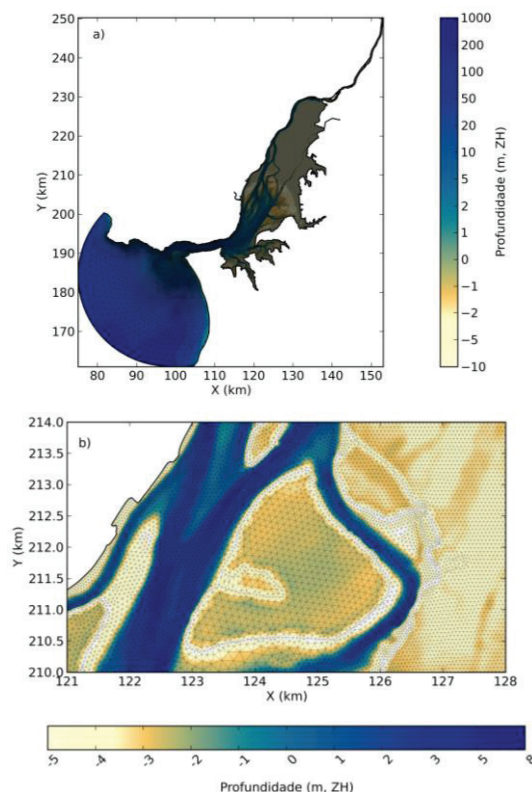 a)
250
240
230
220
210
200
190
180
170
Y (km)
80 90 100 110 120 130 140 150
X (km)
1000
200
100
50
20
10
5
2
1
0
−1
−2
−5
−10
Profundidade (m, ZH)
b)
214.0
213.5
213.0
212.5
212.0
211.5
211.0
210.5
210.0
Y (km)
121 122 123 124 125 126 127 128
X (km)
-5 -4 -3 -2 -1 0 1 2 3 5 8
Profundidade (m, ZH)